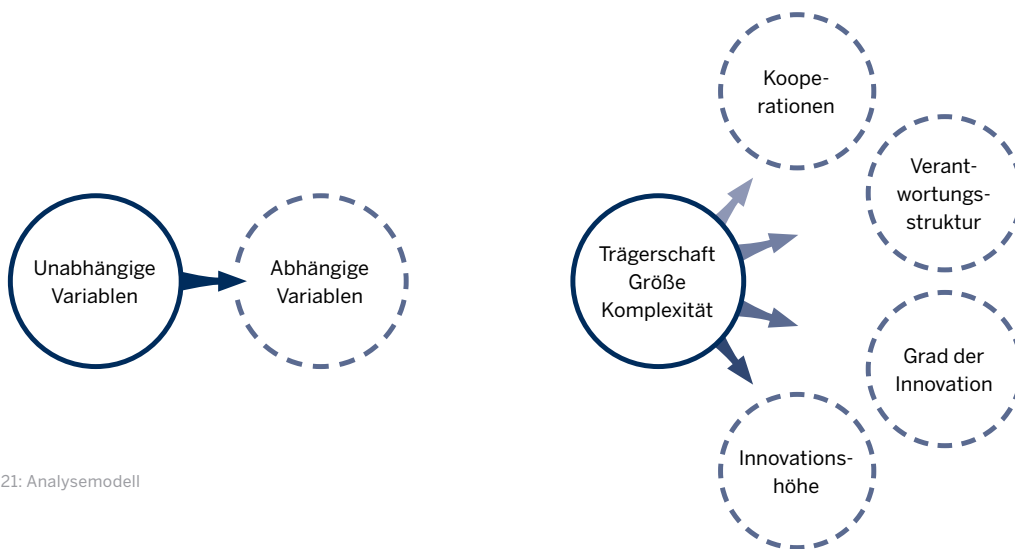 Unabhängige
Variablen
Abhängige
Variablen
Trägerschaft
Größe
Komplexität
Koope-
rationen
Verant-
wortungs-
struktur
Grad der
Innovation
Innovations-
höhe
21: Analysemodell